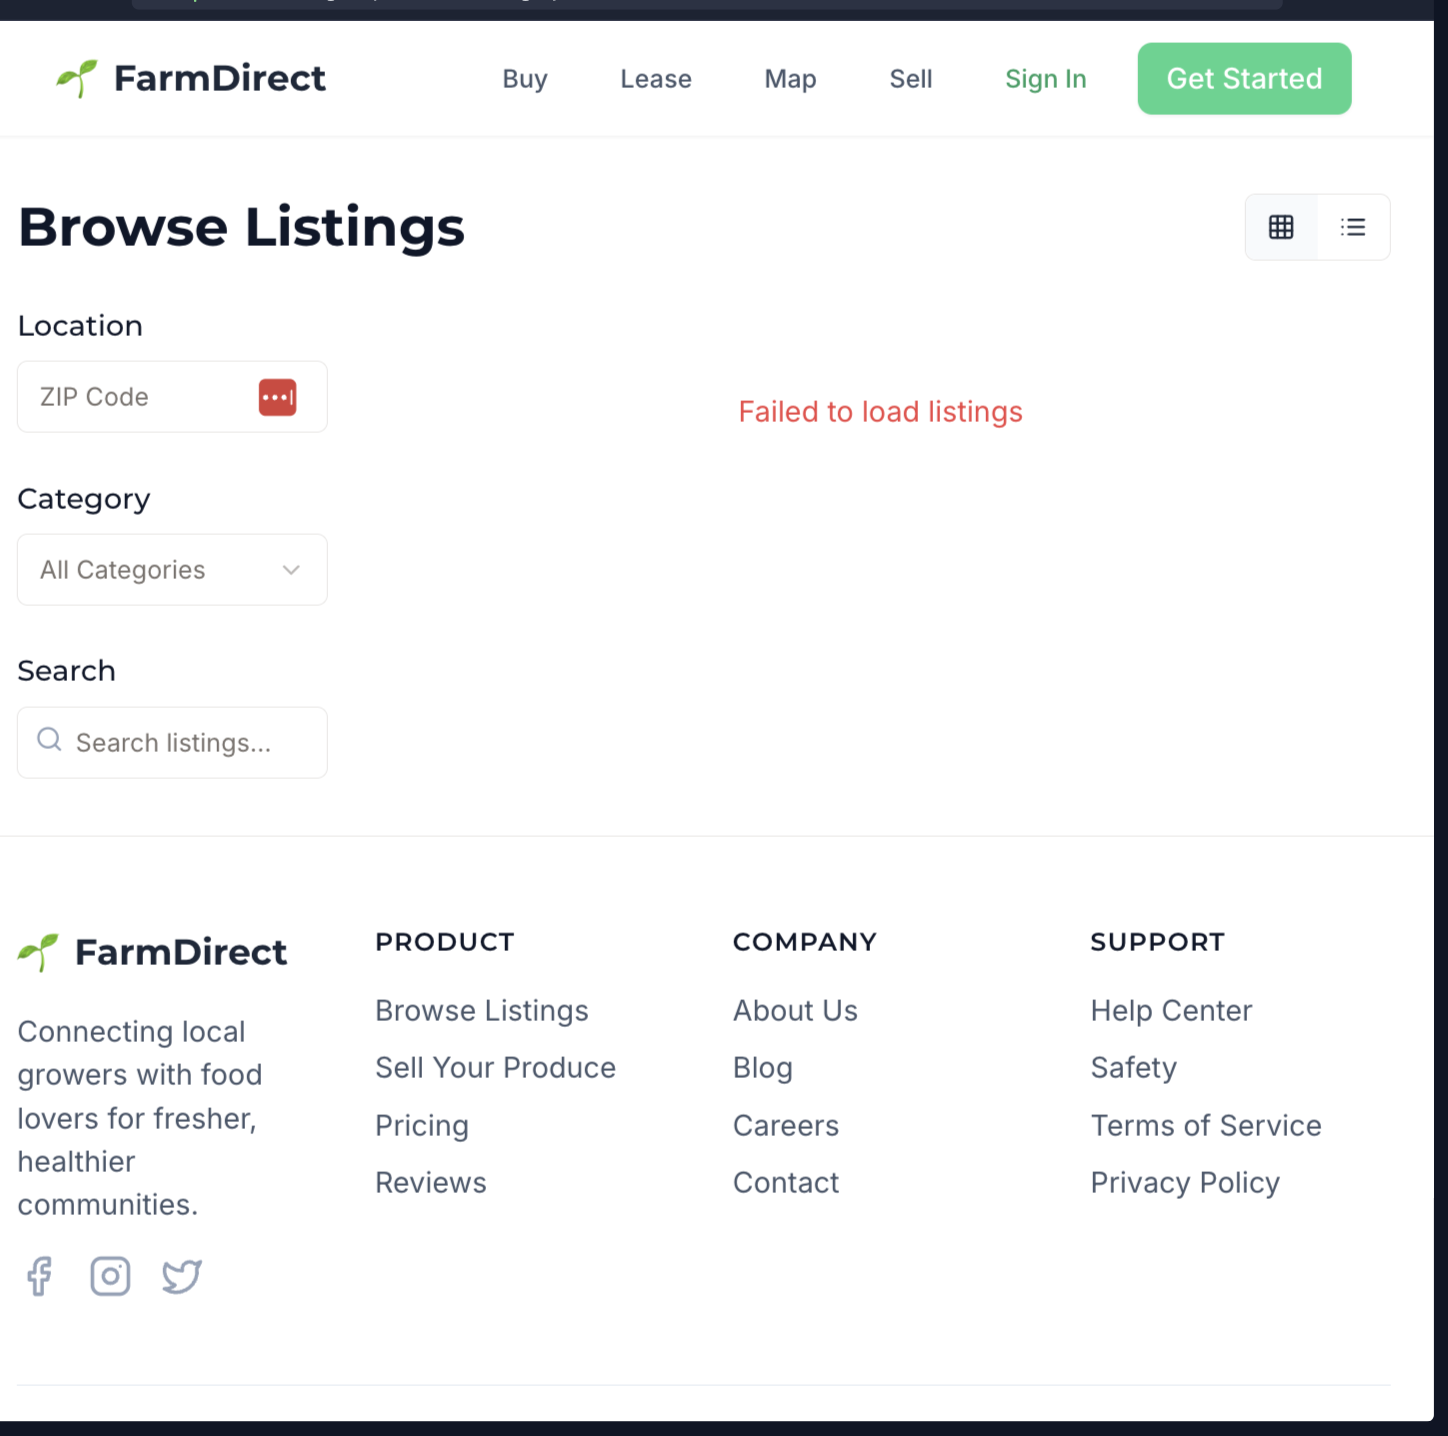 FarmDirect
Buy
Lease
Map
Sell
Sign In
Get Started
Browse Listings
Location
ZIP Code
Failed to load listings
Category
All Categories
Search
Search listings...
FarmDirect
Connecting local
growers with food
lovers for fresher,
healthier
communities.
PRODUCT
Browse Listings
Sell Your Produce
Pricing
Reviews
COMPANY
About Us
Blog
Careers
Contact
SUPPORT
Help Center
Safety
Terms of Service
Privacy Policy